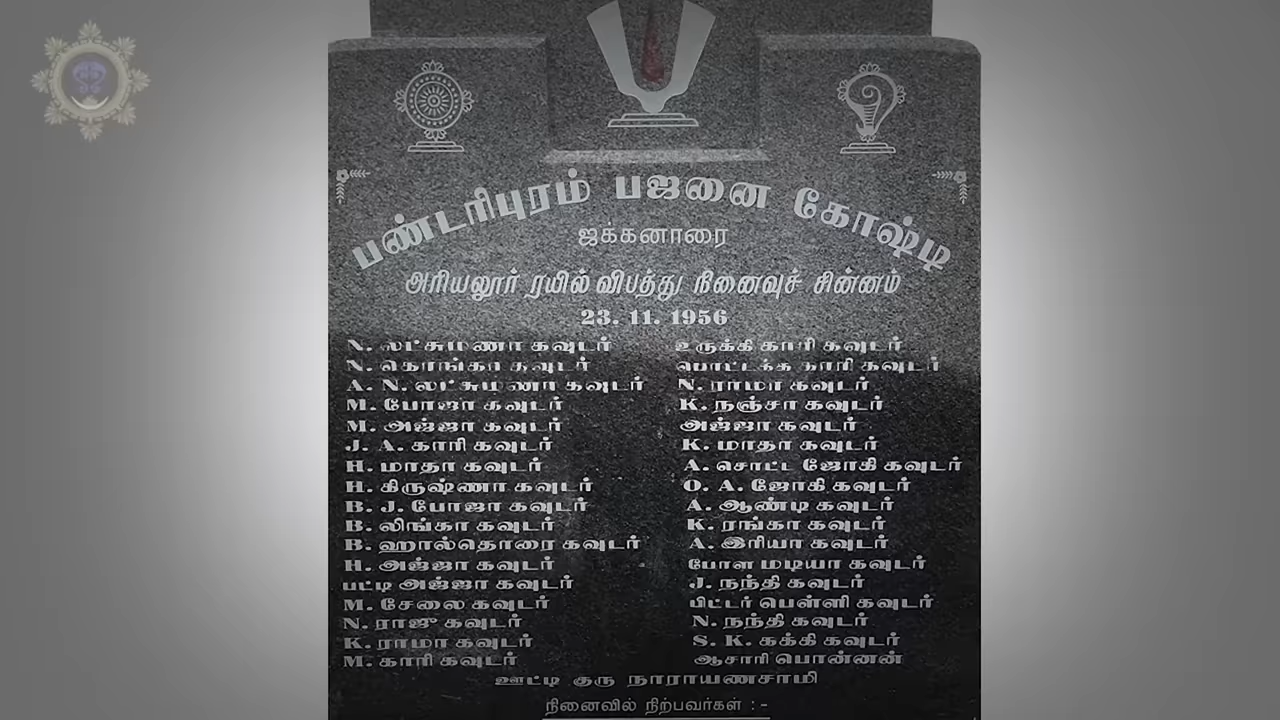 பண்டரிபுரம் பஜனை கோஷ்டி
ஜக்கனாரை
அரியலூர் ரயில் விபத்து நினைவுச் சின்னம்
23. 11. 1956
N. லட்சுமணா கவுடர்
N. கொங்கா கவுடர்
A. N. லட்சுமணா கவுடர்
M. போஜா கவுடர்
M. அஜ்ஜா கவுடர்
J. A. காரி கவுடர்
H. மாதா கவுடர்
H. கிருஷ்ணா கவுடர்
B. J. போஜா கவுடர்
B. லிங்கா கவுடர்
B. ஹால்தொரை கவுடர்
H. அஜ்ஜா கவுடர்
பட்டி அஜ்ஜா கவுடர்
M. சேலை கவுடர்
N. ராஜு கவுடர்
K. ராமா கவுடர்
M. காரி கவுடர்
உருக்கி காரி கவுடர்
பொட்டக்க காரி கவுடர்
N. ராமா கவுடர்
K. நஞ்சா கவுடர்
அஜ்ஜா கவுடர்
K. மாதா கவுடர்
A. சொட்ட ஜோகி கவுடர்
O. A. ஜோகி கவுடர்
A. ஆண்டி கவுடர்
K. ரங்கா கவுடர்
A. இரியா கவுடர்
போள மடியா கவுடர்
J. நந்தி கவுடர்
பிட்டர் பெள்ளி கவுடர்
N. நந்தி கவுடர்
S. K. கக்கி கவுடர்
ஆசாரி பொன்னன்
ஊட்டி குரு நாராயணசாமி
நினைவில் நிற்பவர்கள் :-